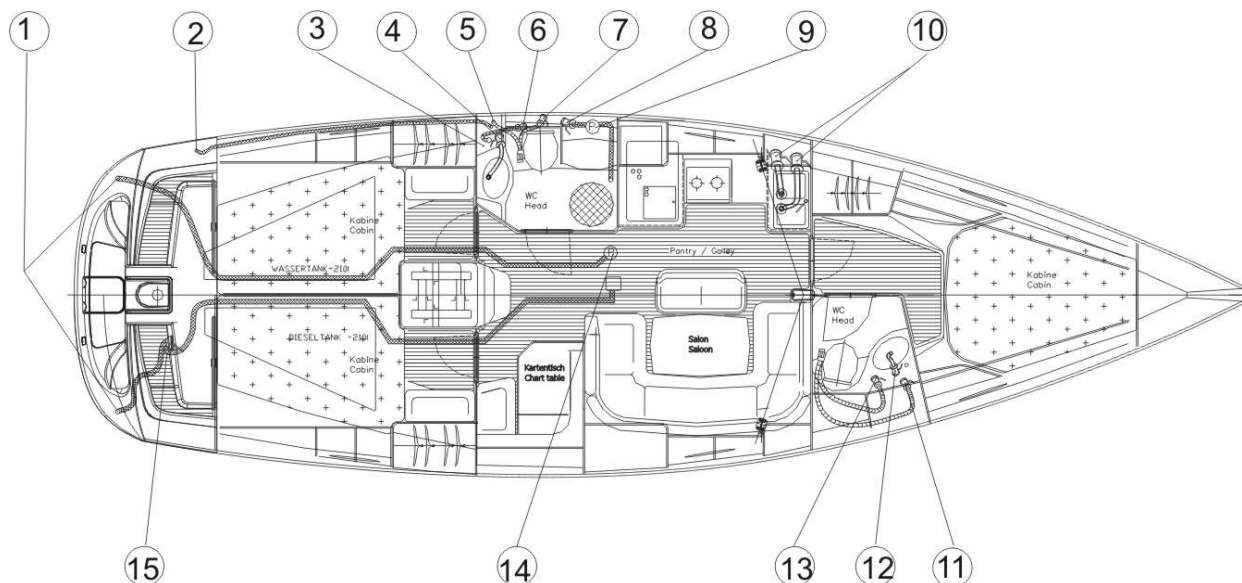 1
2
3
4
5
6
7
8
9
10
P
WC
Head
Kabine
Cabin
Pantry / Galley
Kabine
Cabin
WASSERTANK-210l
DIESELTANK -210l
Kabine
Cabin
Salon
Saloon
WC
Head
Kartentisch
Chart table
15
14
13
12
11